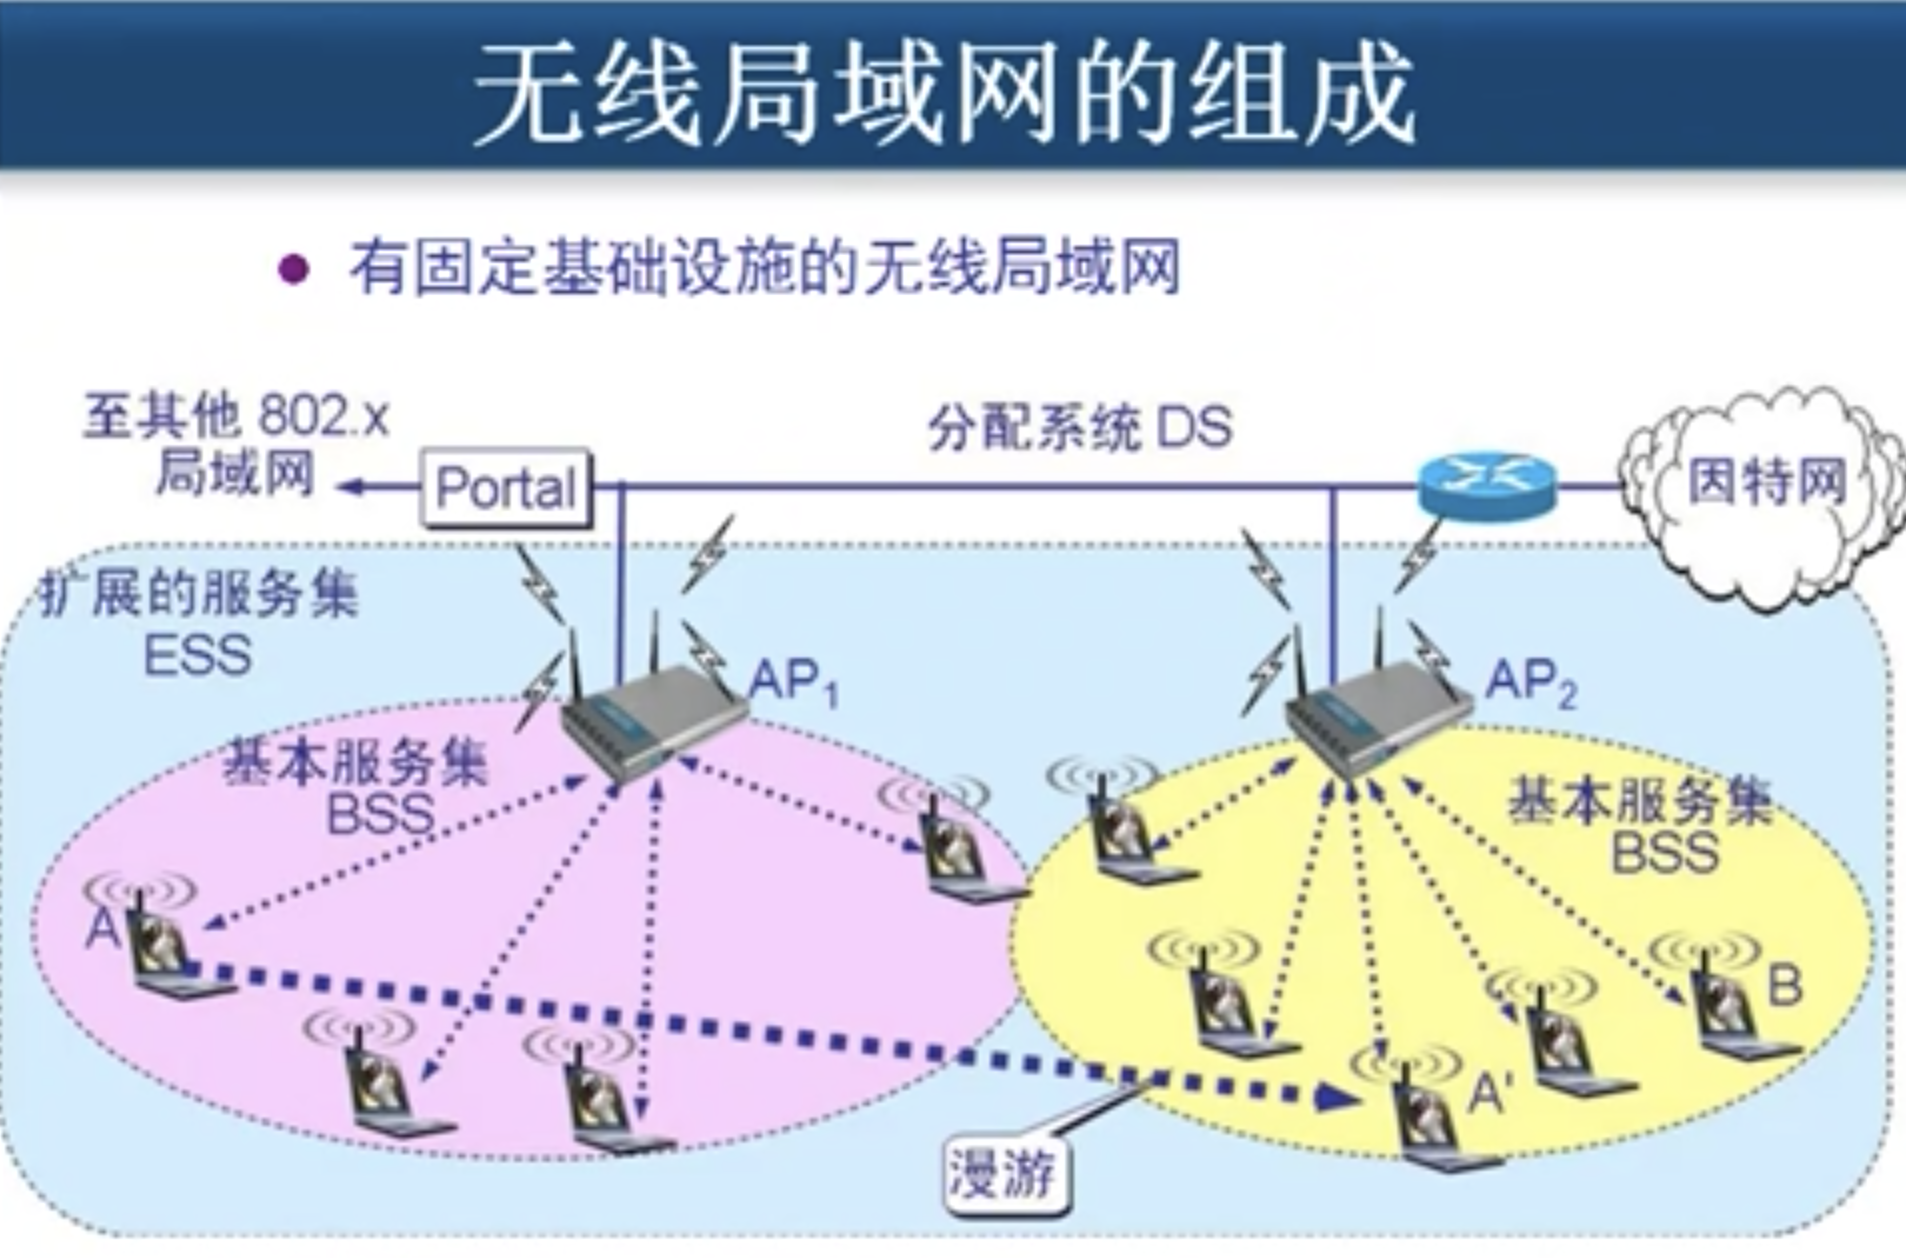 无线局域网的组成
有固定基础设施的无线局域网
至其他 802.x
局域网
Portal
分配系统 DS
因特网
扩展的服务集
ESS
AP1
AP2
基本服务集
BSS
基本服务集
BSS
A
B
A'
漫游